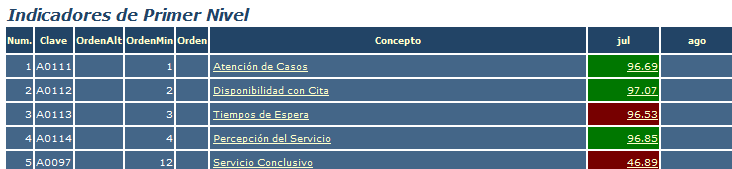 Indicadores de Primer Nivel
Num. Clave OrdenAlt OrdenMin Orden Concepto jul ago
1 A0111 1 Atención de Casos 96.69
2 A0112 2 Disponibilidad con Cita 97.07
3 A0113 3 Tiempos de Espera 96.53
4 A0114 4 Percepción del Servicio 96.85
5 A0097 12 Servicio Conclusivo 46.89